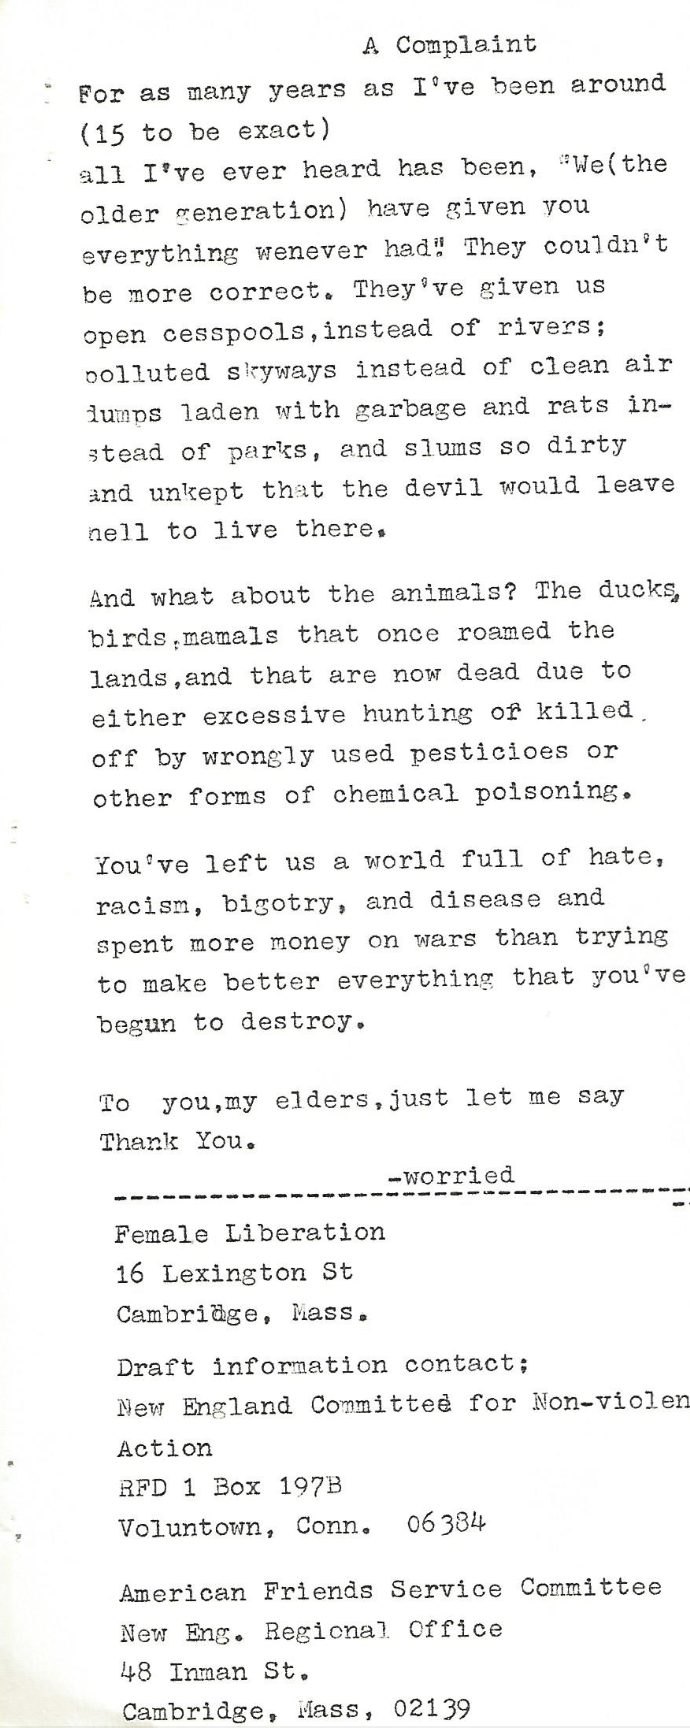 A Complaint
For as many years as I've been around
(15 to be exact)
all I've ever heard has been, "We(the
older generation) have given you
everything wenever had". They couldn't
be more correct. They've given us
open cesspools,instead of rivers;
polluted skyways instead of clean air
dumps laden with garbage and rats in-
stead of parks, and slums so dirty
and unkept that the devil would leave
hell to live there.
And what about the animals? The ducks,
birds,mamals that once roamed the
lands,and that are now dead due to
either excessive hunting or killed
off by wrongly used pesticioes or
other forms of chemical poisoning.
You've left us a world full of hate,
racism, bigotry, and disease and
spent more money on wars than trying
to make better everything that you've
begun to destroy.
To you,my elders,just let me say
Thank You.
-worried
Female Liberation
16 Lexington St
Cambridge, Mass.
Draft information contact;
New England Committee for Non-violen
Action
RFD 1 Box 197B
Voluntown, Conn. 06384
American Friends Service Committee
New Eng. Regional Office
48 Inman St.
Cambridge, Mass, 02139